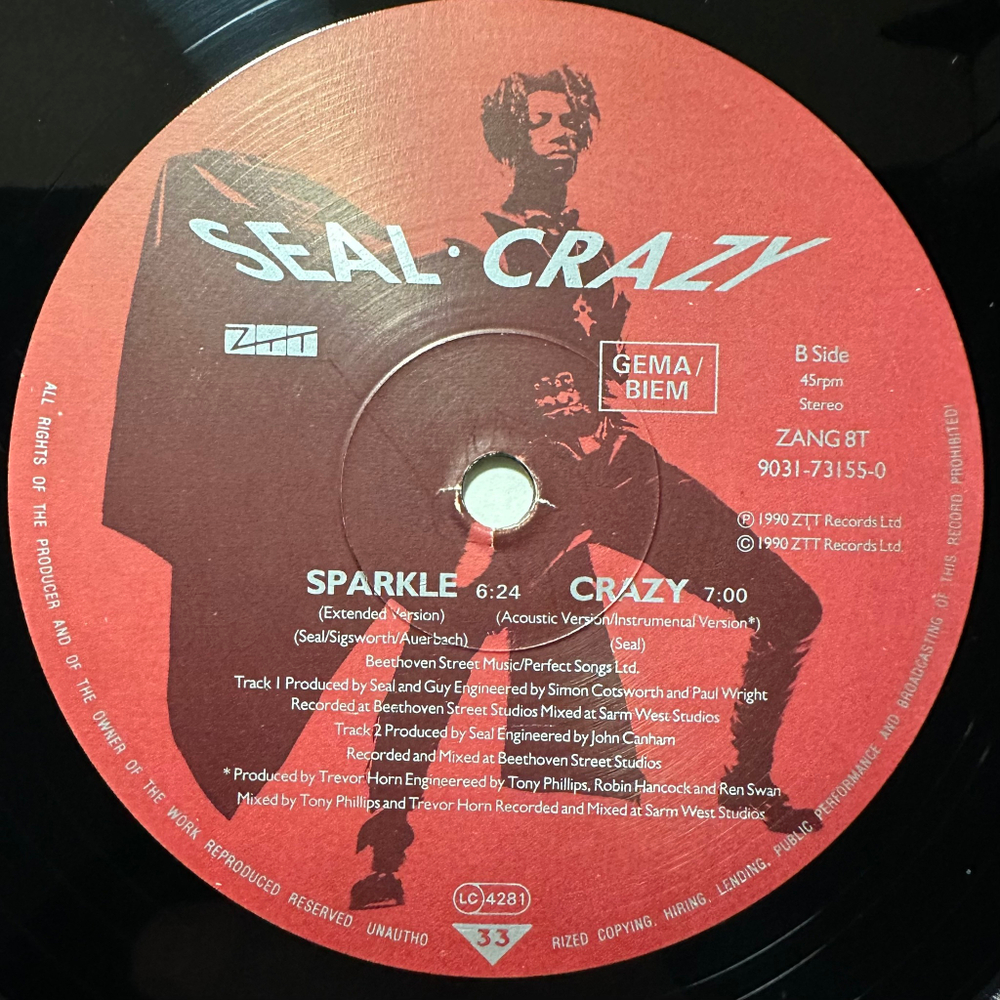 SEAL · CRAZY
ZTT
GEMA/
BIEM
B Side
45rpm
Stereo
ZANG 8T
9031-73155-0
Ⓟ 1990 ZTT Records Ltd.
© 1990 ZTT Records Ltd.
SPARKLE 6:24 CRAZY 7:00
(Extended Version) (Acoustic Version/Instrumental Version*)
(Seal/Sigsworth/Auerbach) (Seal)
Beethoven Street Music/Perfect Songs Ltd.
Track 1 Produced by Seal and Guy Engineered by Simon Cotsworth and Paul Wright
Recorded at Beethoven Street Studios Mixed at Sarm West Studios
Track 2 Produced by Seal Engineered by John Canham
Recorded and Mixed at Beethoven Street Studios
* Produced by Trevor Horn Engineereed by Tony Phillips, Robin Hancock and Ren Swan
Mixed by Tony Phillips and Trevor Horn Recorded and Mixed at Sarm West Studios
LC 4281
33
ALL RIGHTS OF THE PRODUCER AND OF THE OWNER OF THE WORK REPRODUCED RESERVED UNAUTHO
RIZED COPYING, HIRING, LENDING, PUBLIC PERFORMANCE AND BROADCASTING OF THIS RECORD PROHIBITED!